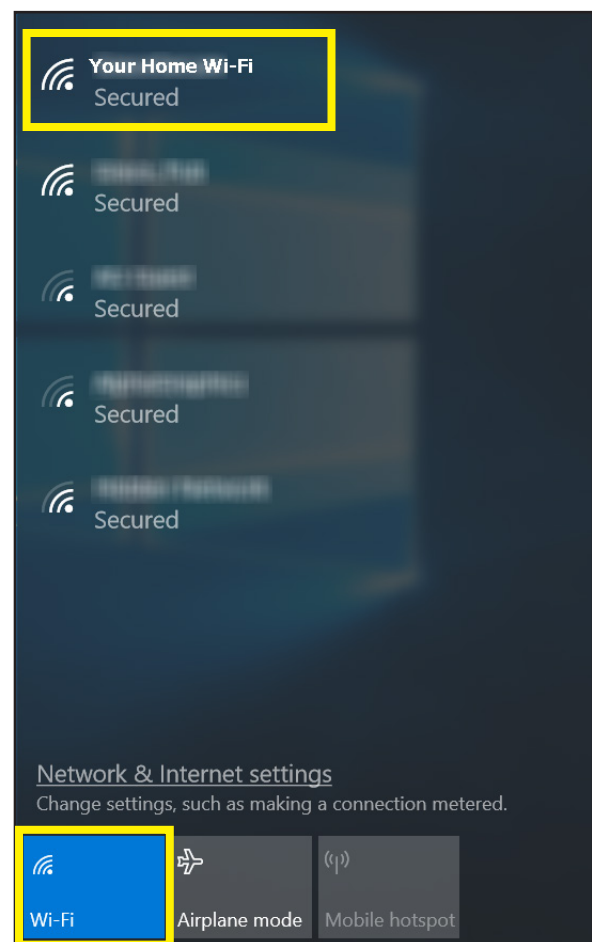 Your Home Wi-Fi
Secured
Secured
Secured
Secured
Secured
Network & Internet settings
Change settings, such as making a connection metered.
Wi-Fi
Airplane mode
Mobile hotspot